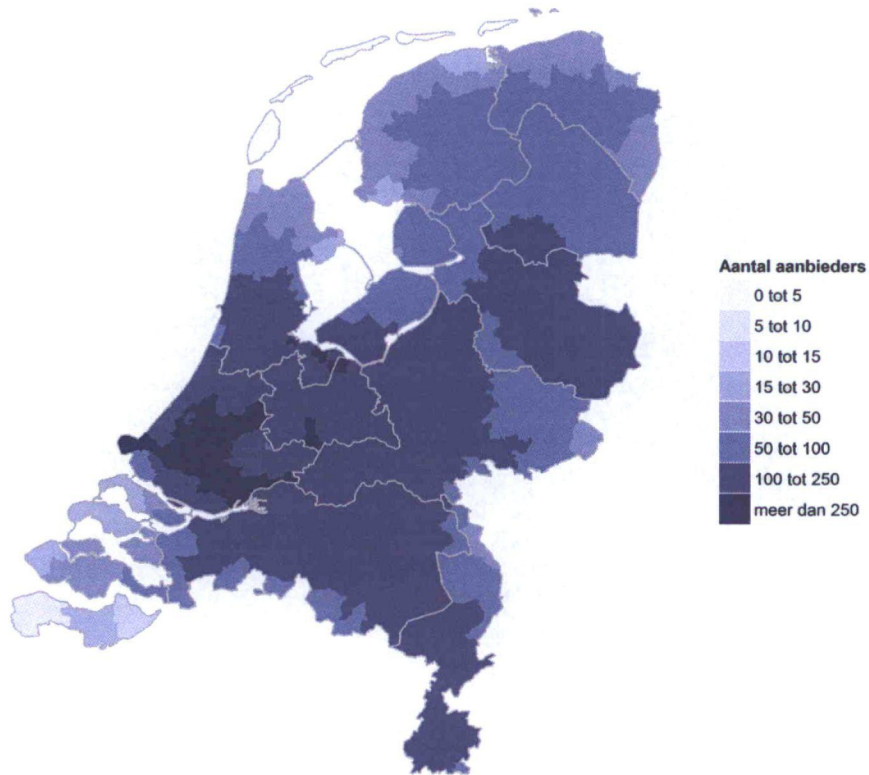 Aantal aanbieders
0 tot 5
5 tot 10
10 tot 15
15 tot 30
30 tot 50
50 tot 100
100 tot 250
meer dan 250